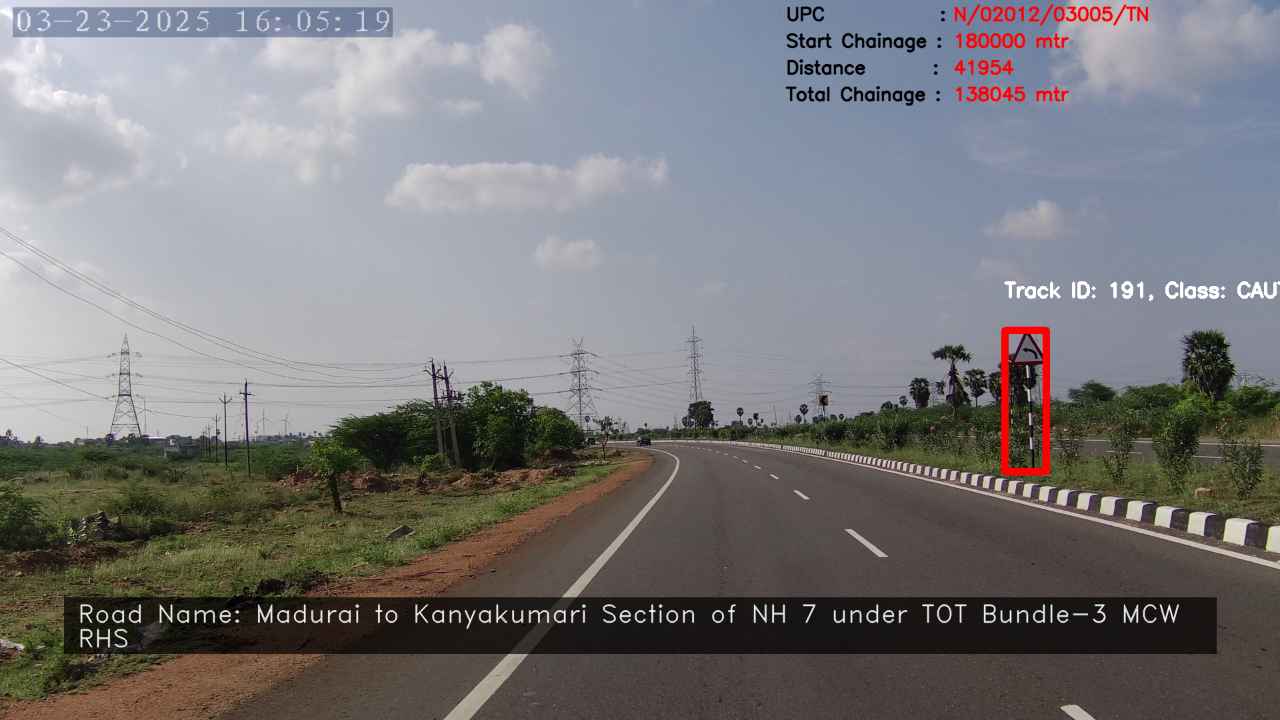 03-23-2025 16:05:19
UPC : N/02012/03005/TN
Start Chainage : 180000 mtr
Distance : 41954
Total Chainage : 138045 mtr
Track ID: 191, Class: CAU
Road Name: Madurai to Kanyakumari Section of NH 7 under TOT Bundle-3 MCW
RHS